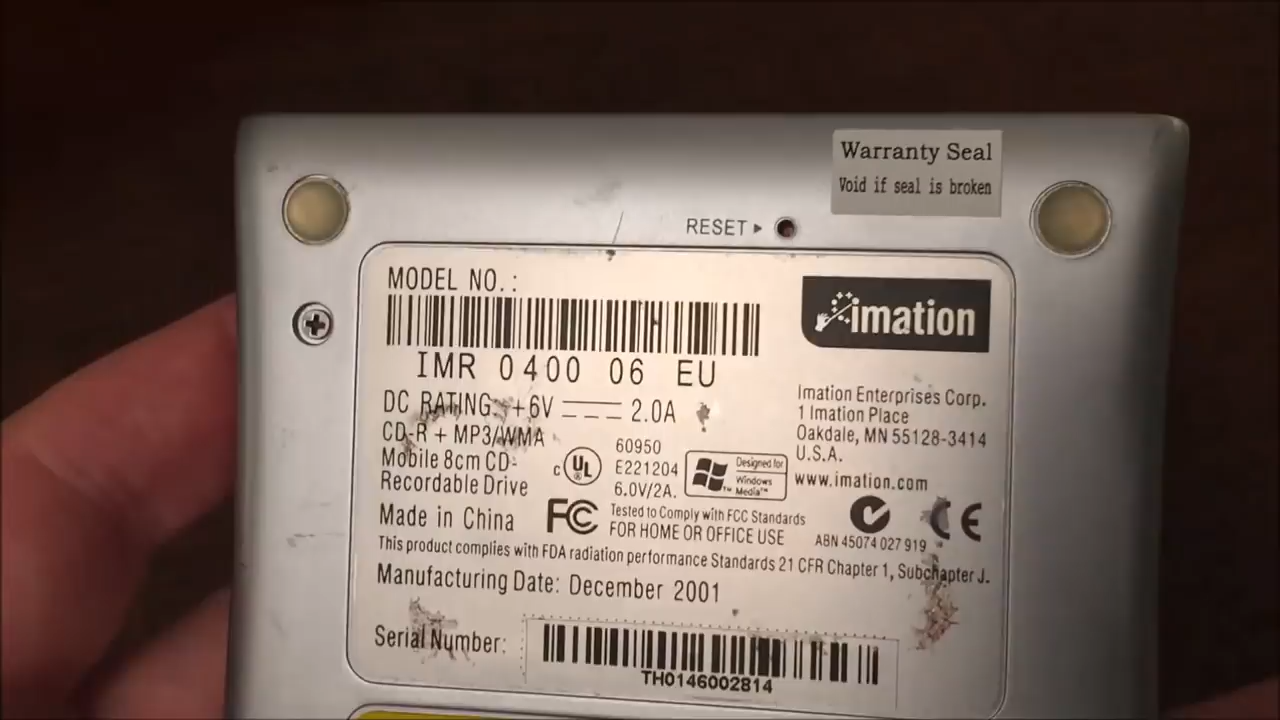 Warranty Seal
Void if seal is broken
RESET ▸
MODEL NO.:
IMR 0400 06 EU
DC RATING: +6V ⎓ 2.0A
CD-R + MP3/WMA
Mobile 8cm CD-
Recordable Drive
c UL
60950
E221204
6.0V/2A.
Designed for
Windows
Media™
imation
Imation Enterprises Corp.
1 Imation Place
Oakdale, MN 55128-3414
U.S.A.
www.imation.com
Made in China
FC
Tested to Comply with FCC Standards
FOR HOME OR OFFICE USE
ABN 45074 027 919
CE
This product complies with FDA radiation performance Standards 21 CFR Chapter 1, Subchapter J.
Manufacturing Date: December 2001
Serial Number:
TH0146002814